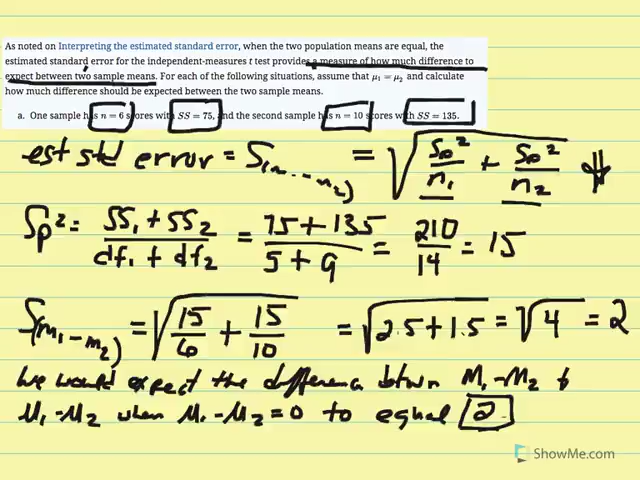 As noted on Interpreting the estimated standard error, when the two population means are equal, the
estimated standard error for the independent-measures t test provides a measure of how much difference to
expect between two sample means. For each of the following situations, assume that μ₁ = μ₂ and calculate
how much difference should be expected between the two sample means.
a. One sample has n = 6 scores with SS = 75, and the second sample has n = 10 scores with SS = 135.
est std error = S(m₁ - m₂) = √(Sp²/n₁ + Sp²/n₂)
Sp² = (SS₁ + SS₂)/(df₁ + df₂) = (75 + 135)/(5 + 9) = 210/14 = 15
S(m₁ - m₂) = √(15/6 + 15/10) = √(2.5 + 1.5) = √4 = 2
We would expect the difference btwn M₁ - M₂ &
μ₁ - μ₂ when μ₁ - μ₂ = 0 to equal 2
ShowMe.com